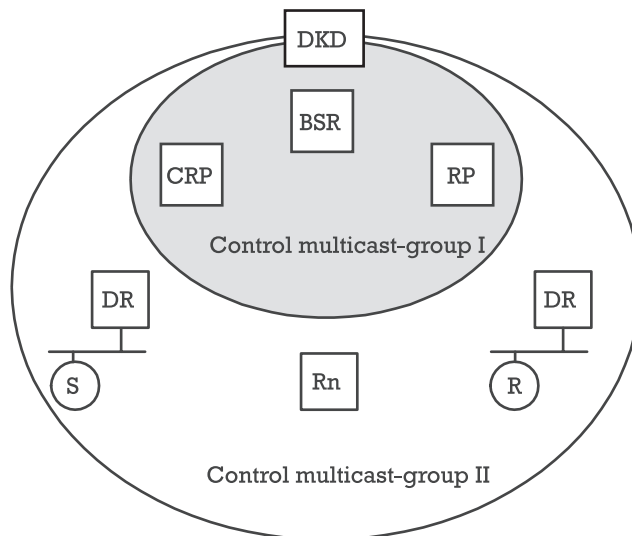 DKD
BSR
CRP
RP
Control multicast-group I
DR
DR
S
Rn
R
Control multicast-group II